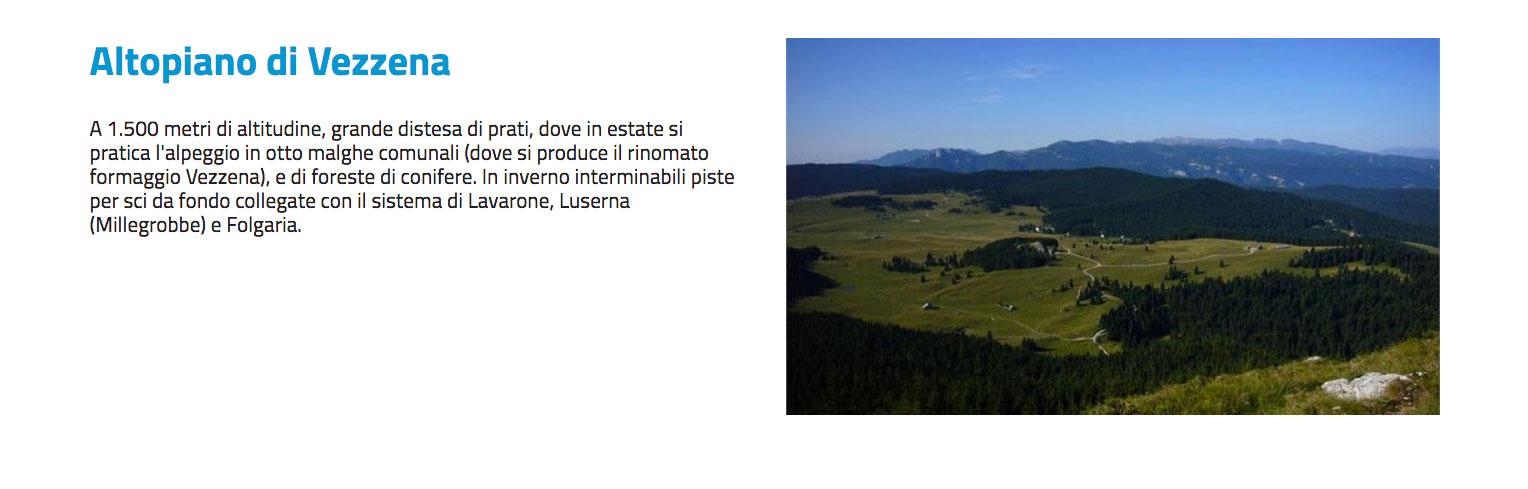 Altopiano di Vezzena
A 1.500 metri di altitudine, grande distesa di prati, dove in estate si
pratica l'alpeggio in otto malghe comunali (dove si produce il rinomato
formaggio Vezzena), e di foreste di conifere. In inverno interminabili piste
per sci da fondo collegate con il sistema di Lavarone, Luserna
(Millegrobbe) e Folgaria.